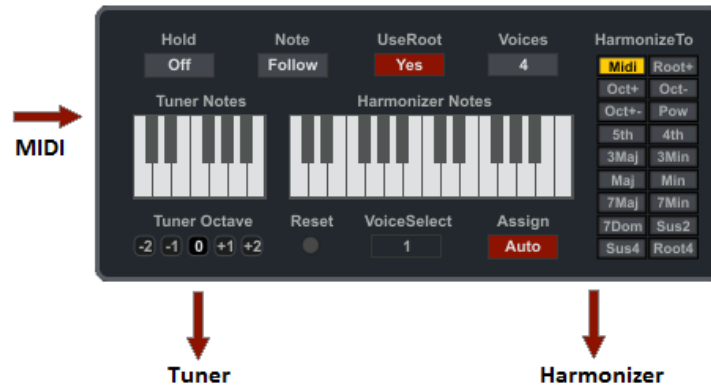 Hold Note UseRoot Voices HarmonizeTo
Off Follow Yes 4
Midi Root+
Oct+ Oct-
Oct+- Pow
5th 4th
3Maj 3Min
Maj Min
7Maj 7Min
7Dom Sus2
Sus4 Root4
MIDI
Tuner Notes Harmonizer Notes
Tuner Octave Reset VoiceSelect Assign
-2 -1 0 +1 +2 1 Auto
Tuner Harmonizer